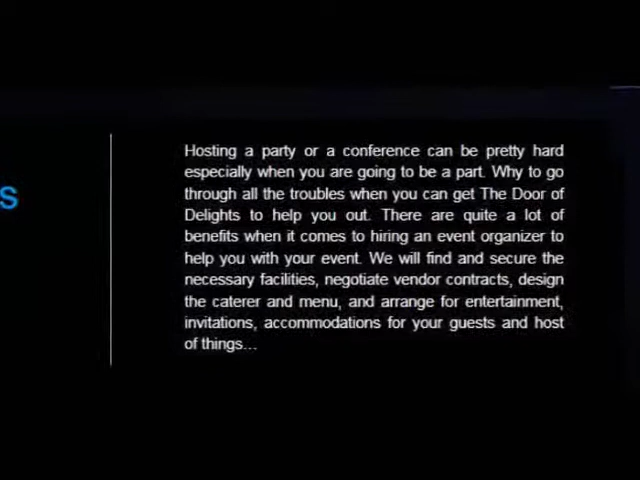 s
Hosting a party or a conference can be pretty hard
especially when you are going to be a part. Why to go
through all the troubles when you can get The Door of
Delights to help you out. There are quite a lot of
benefits when it comes to hiring an event organizer to
help you with your event. We will find and secure the
necessary facilities, negotiate vendor contracts, design
the caterer and menu, and arrange for entertainment,
invitations, accommodations for your guests and host
of things...